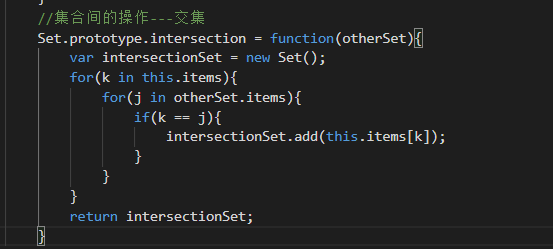 //集合间的操作---交集
Set.prototype.intersection = function(otherSet){
    var intersectionSet = new Set();
    for(k in this.items){
        for(j in otherSet.items){
            if(k == j){
                intersectionSet.add(this.items[k]);
            }
        }
    }
    return intersectionSet;
}